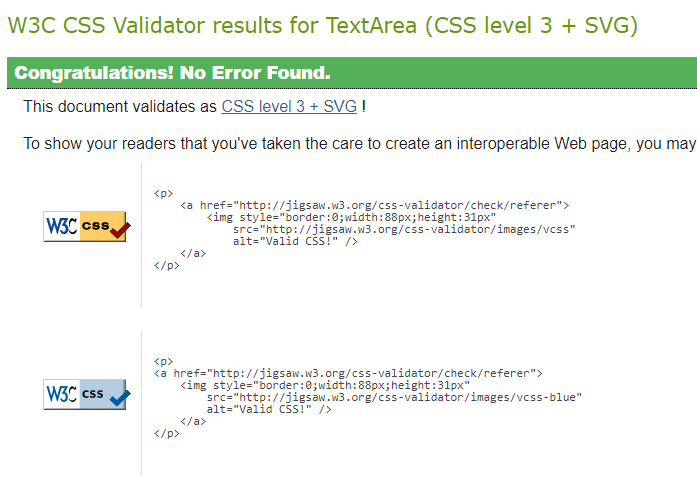 W3C CSS Validator results for TextArea (CSS level 3 + SVG)
Congratulations! No Error Found.
This document validates as CSS level 3 + SVG !
To show your readers that you've taken the care to create an interoperable Web page, you may
W3C css
<p>
<a href="http://jigsaw.w3.org/css-validator/check/referer">
<img style="border:0;width:88px;height:31px"
src="http://jigsaw.w3.org/css-validator/images/vcss"
alt="Valid CSS!" />
</a>
</p>
W3C css
<p>
<a href="http://jigsaw.w3.org/css-validator/check/referer">
<img style="border:0;width:88px;height:31px"
src="http://jigsaw.w3.org/css-validator/images/vcss-blue"
alt="Valid CSS!" />
</a>
</p>